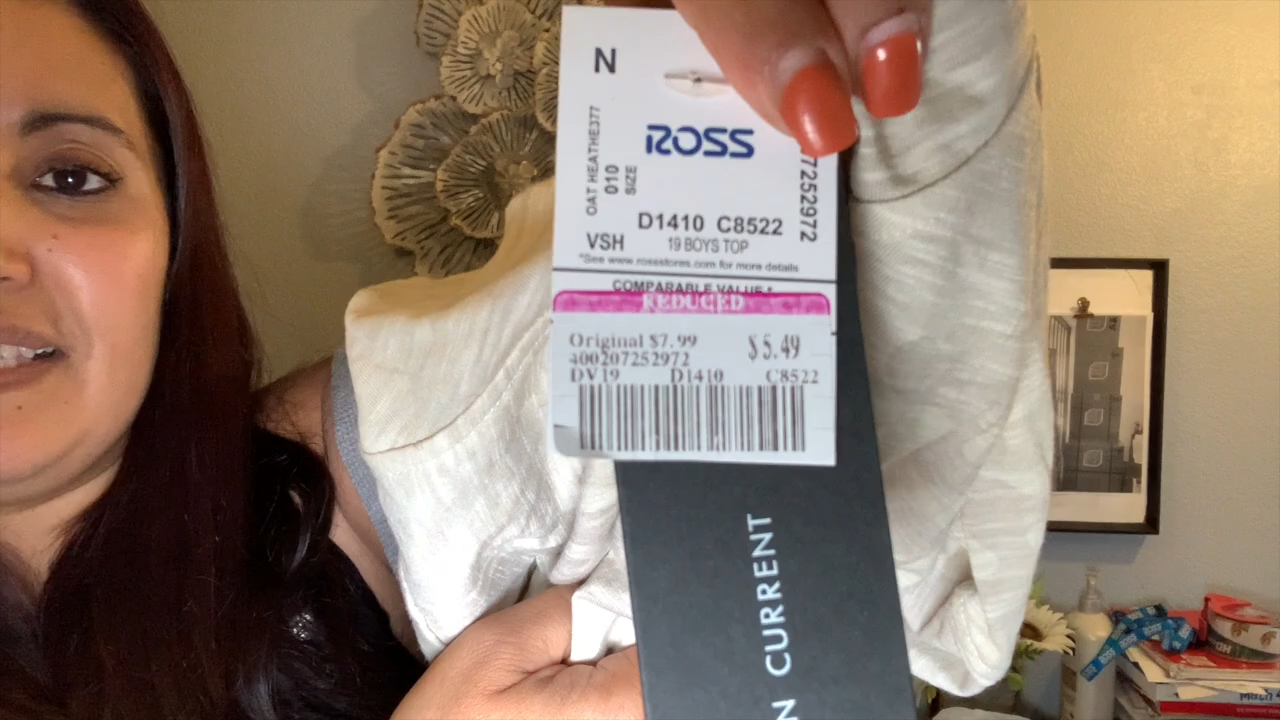 N
ROSS
OAT HEATHE377
010
SIZE
7252972
D1410 C8522
VSH
19 BOYS TOP
*See www.rossstores.com for more details
COMPARABLE VALUE *
REDUCED
Original $7.99
$5.49
400207252972
DV19 D1410 C8522
N CURRENT
ROSS